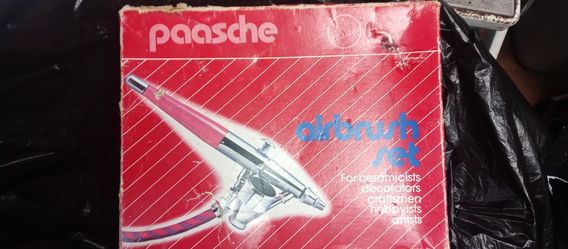 paasche
airbrush
set
For ceramicists
decorators
craftsmen
hobbyists
artists